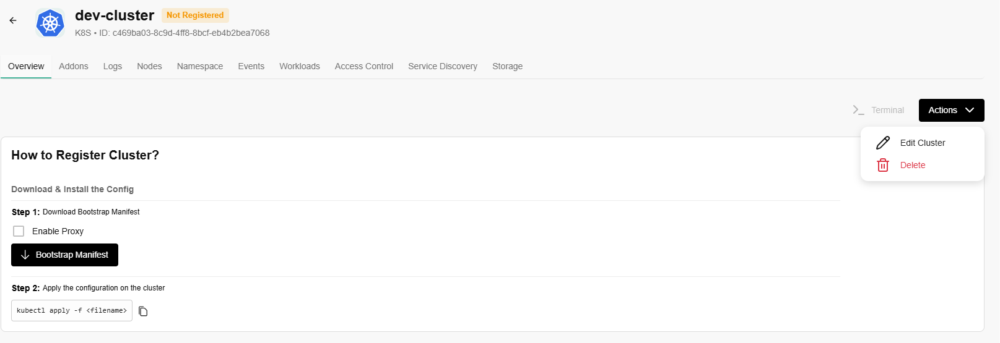 dev-cluster Not Registered
K8S • ID: c469ba03-8c9d-4ff8-8bcf-eb4b2bea7068
Overview Addons Logs Nodes Namespace Events Workloads Access Control Service Discovery Storage
Terminal Actions
Edit Cluster
Delete
How to Register Cluster?
Download & Install the Config
Step 1: Download Bootstrap Manifest
Enable Proxy
Bootstrap Manifest
Step 2: Apply the configuration on the cluster
kubectl apply -f <filename>